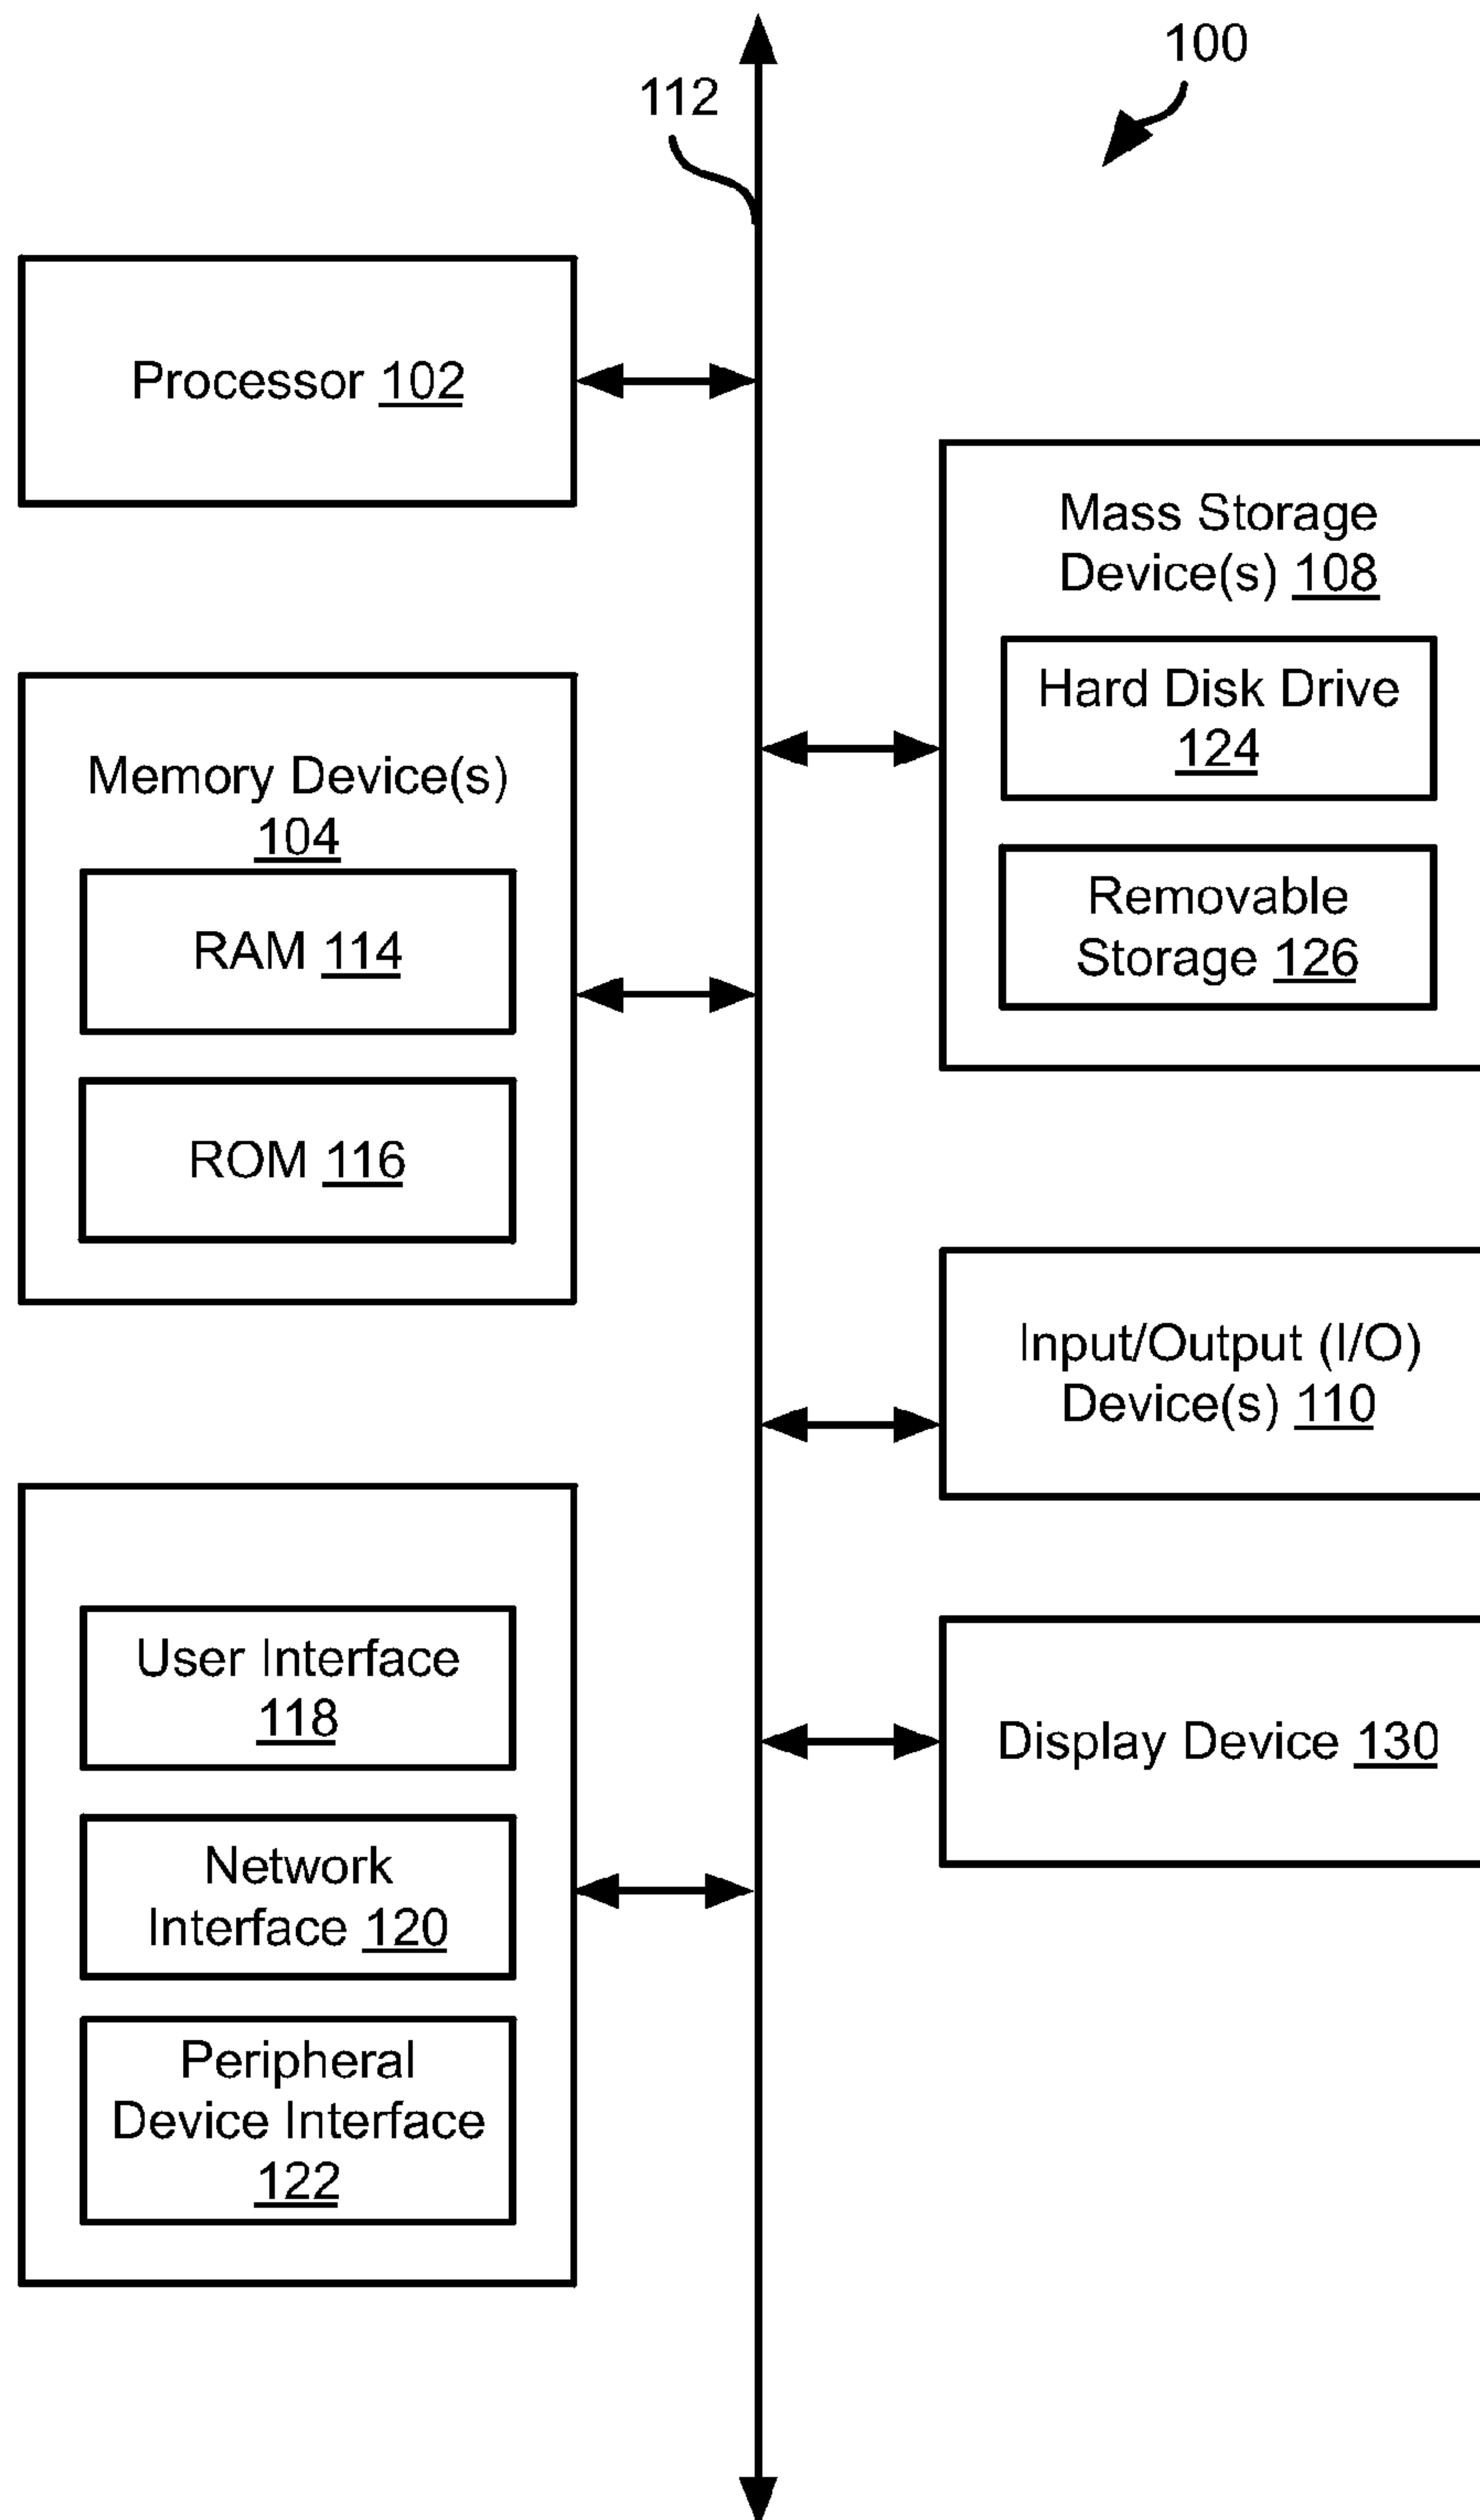 100
112
Processor 102
Memory Device(s)
104
RAM 114
ROM 116
User Interface
118
Network
Interface 120
Peripheral
Device Interface
122
Mass Storage
Device(s) 108
Hard Disk Drive
124
Removable
Storage 126
Input/Output (I/O)
Device(s) 110
Display Device 130